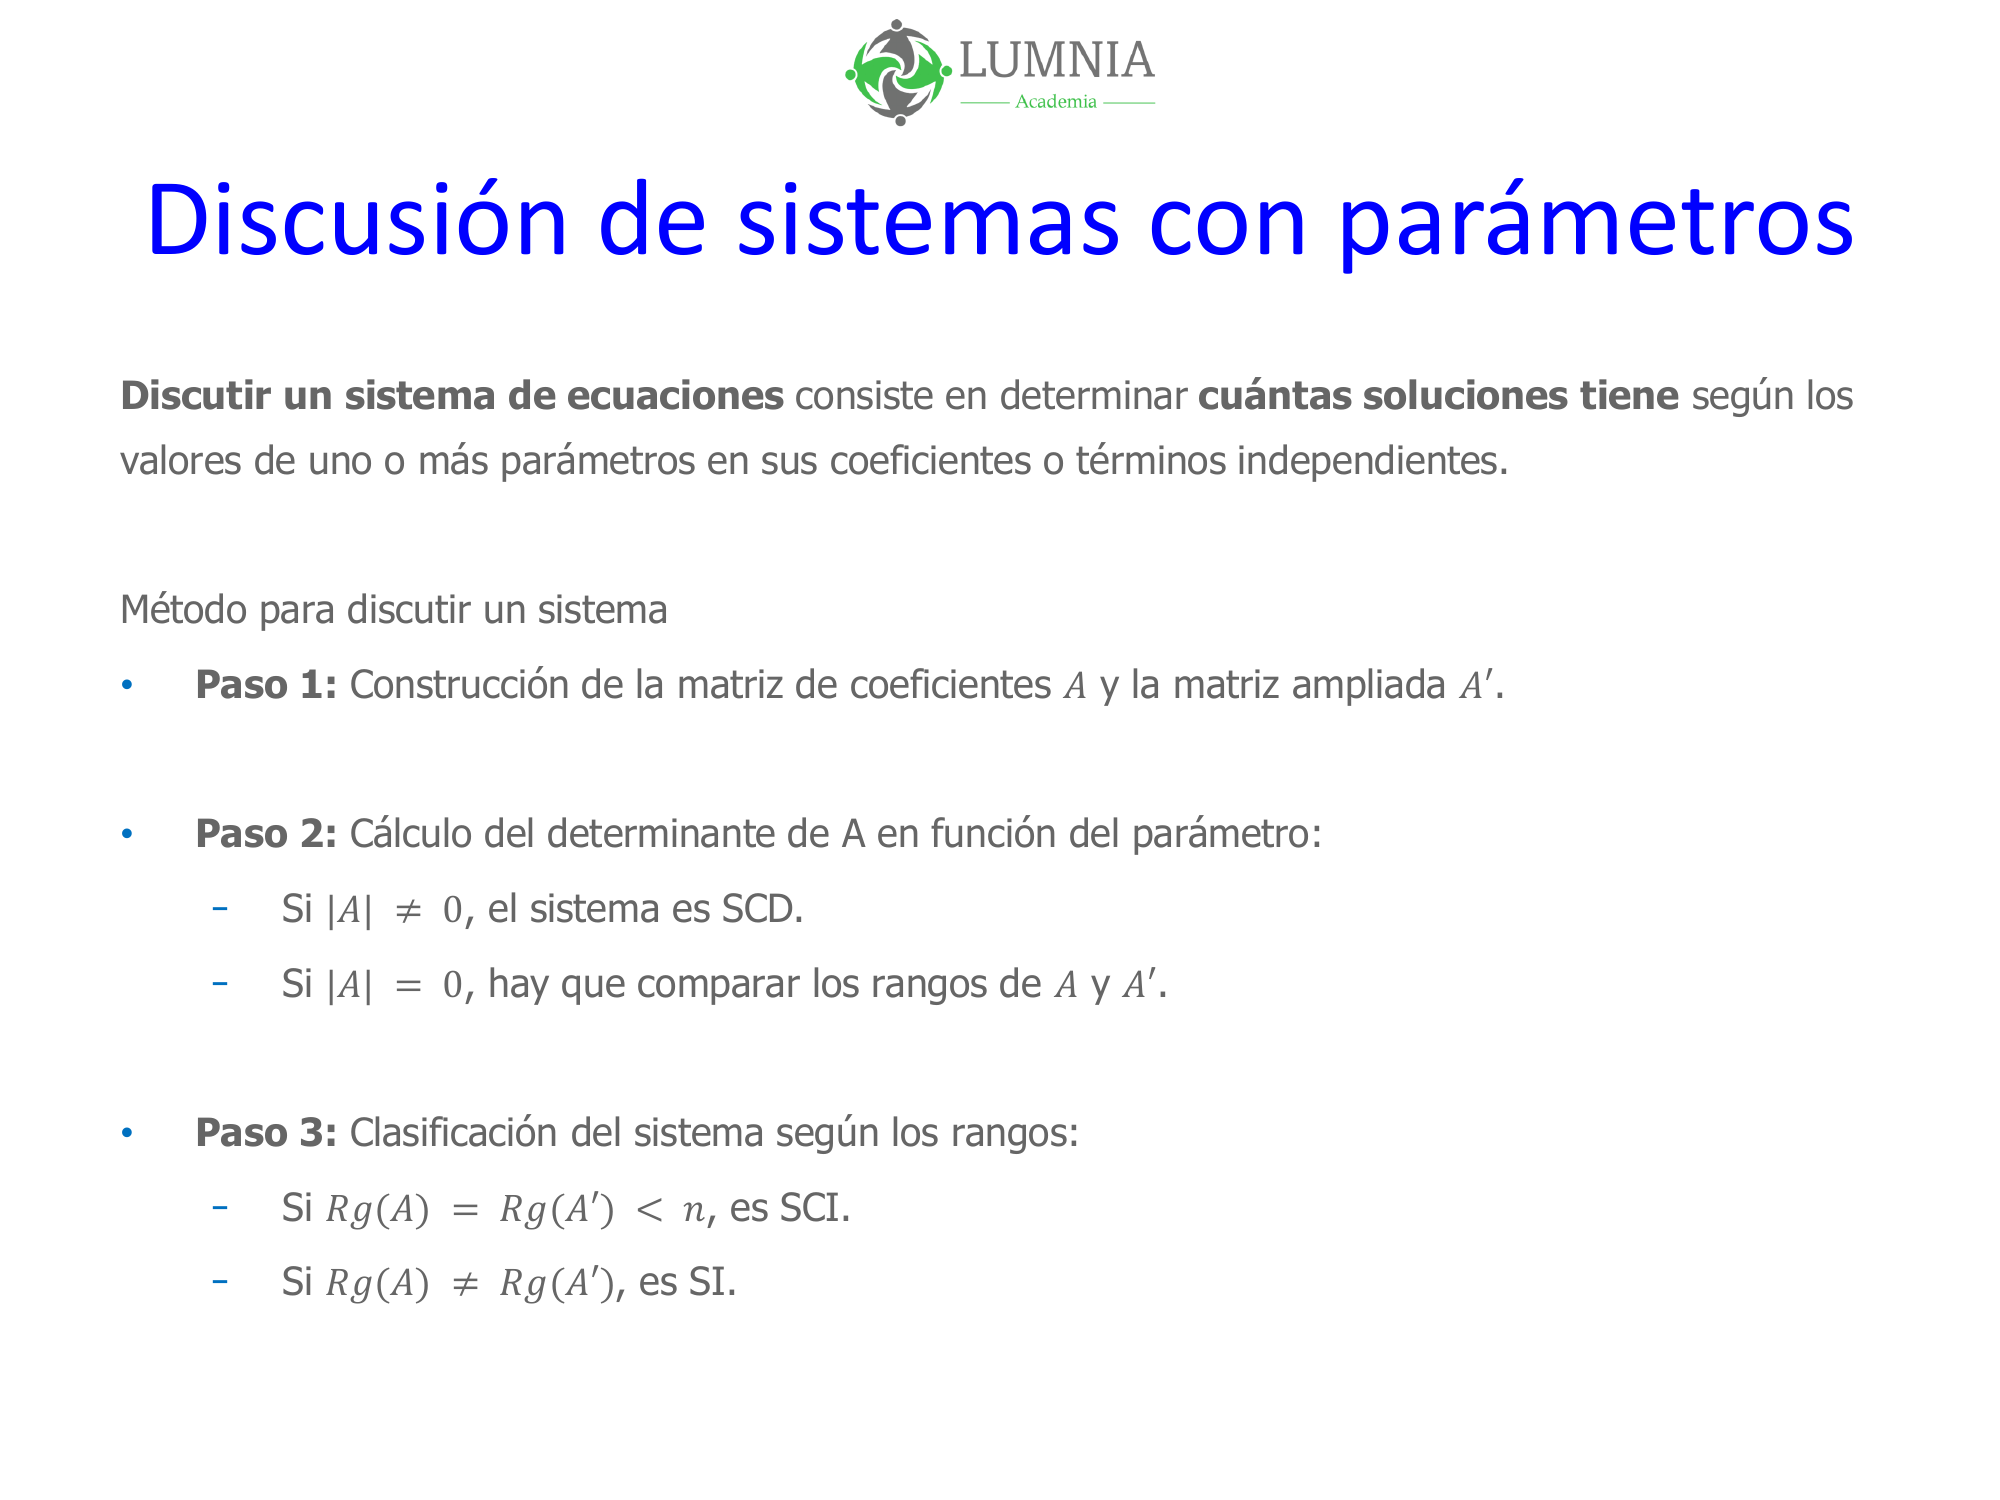 LUMNIA
Academia
Discusión de sistemas con parámetros
Discutir un sistema de ecuaciones consiste en determinar cuántas soluciones tiene según los
valores de uno o más parámetros en sus coeficientes o términos independientes.
Método para discutir un sistema
• Paso 1: Construcción de la matriz de coeficientes A y la matriz ampliada A′.
• Paso 2: Cálculo del determinante de A en función del parámetro:
– Si |A| ≠ 0, el sistema es SCD.
– Si |A| = 0, hay que comparar los rangos de A y A′.
• Paso 3: Clasificación del sistema según los rangos:
– Si Rg(A) = Rg(A′) < n, es SCI.
– Si Rg(A) ≠ Rg(A′), es SI.